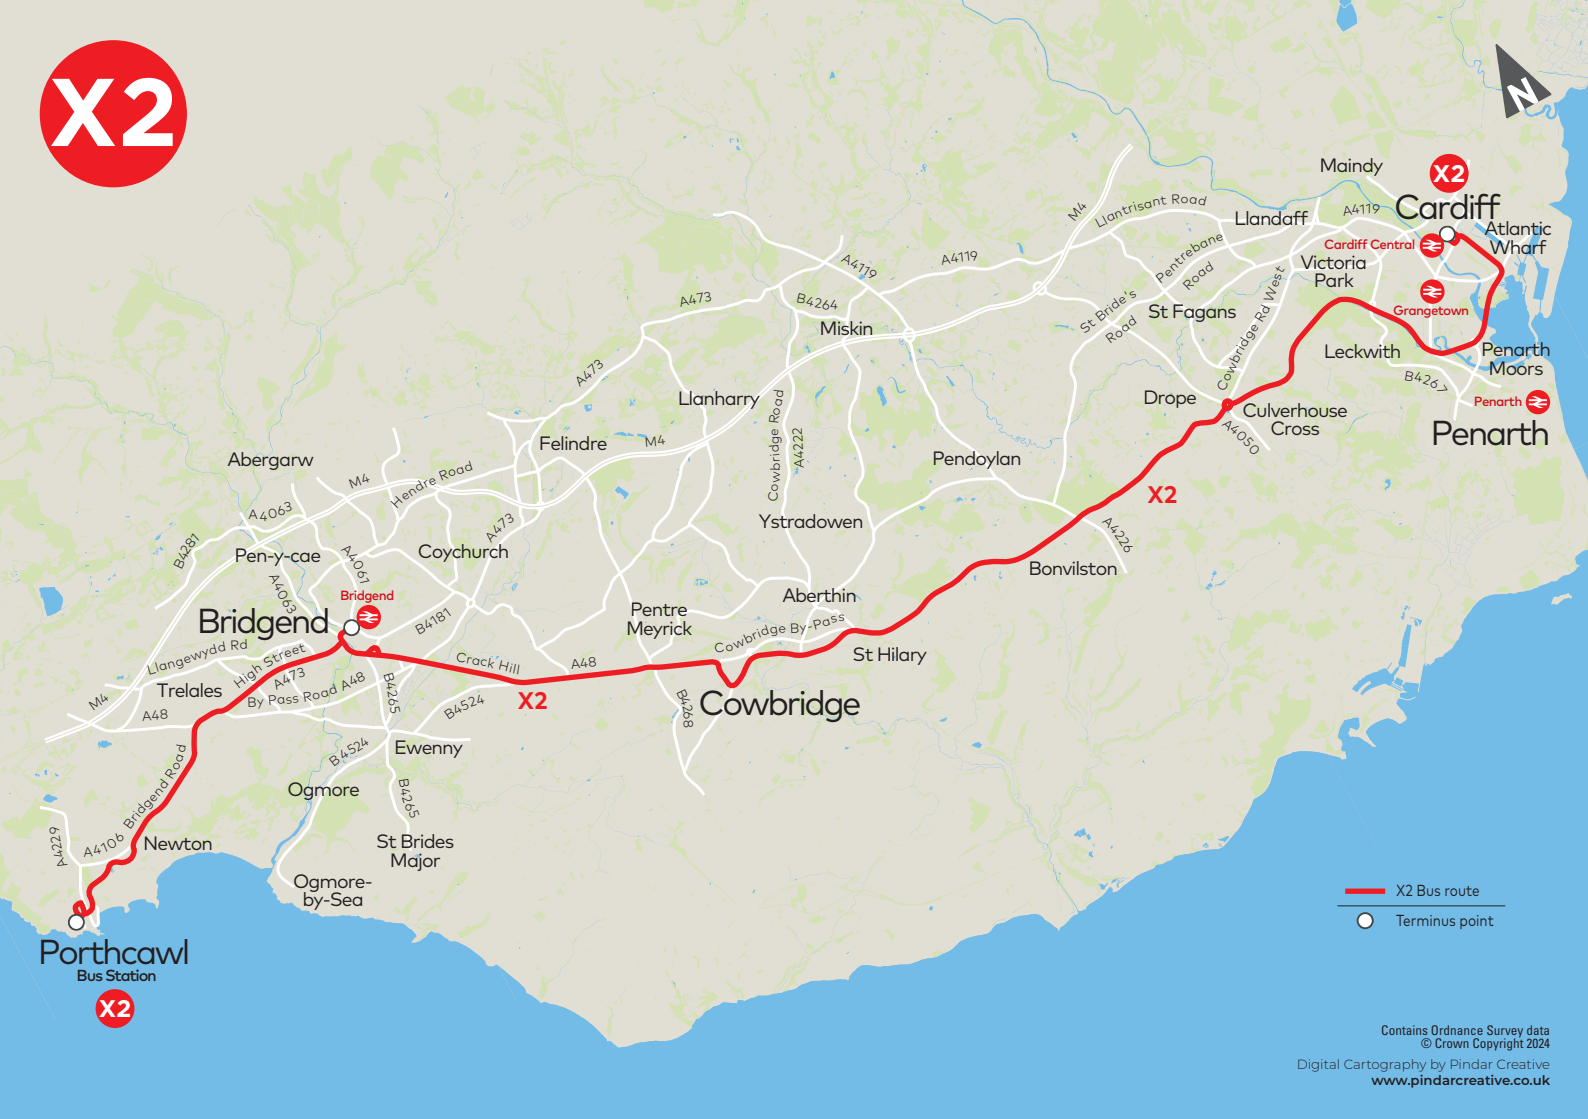 X2
N
Maindy
X2
Cardiff
Llantrisant Road
M4
Llandaff
A4119
Atlantic
Wharf
Cardiff Central
Pentrebane
Road
A4119
A4119
Victoria
Park
A473
B4264
St Bride's
Road
St Fagans
Cowbridge Rd West
Grangetown
Miskin
Leckwith
Penarth
Moors
B4267
A473
Llanharry
Drope
Culverhouse
Cross
Penarth
Penarth
A4050
Felindre
M4
Cowbridge Road
A4222
Pendoylan
Abergarw
M4
Hendre Road
X2
A4063
A473
Ystradowen
A4226
B4281
Pen-y-cae
A4061
Coychurch
Bonvilston
A4063
Bridgend
Bridgend
B4181
Pentre
Meyrick
Aberthin
Cowbridge By-Pass
St Hilary
Llangewydd Rd
High Street
Crack Hill
A48
M4
Trelales
A473
By Pass Road A48
B4265
B4524
X2
B4268
Cowbridge
A48
B4524
Ewenny
Bridgend Road
Ogmore
B4265
A4229
A4106
Newton
St Brides
Major
Ogmore-
by-Sea
X2 Bus route
Terminus point
Porthcawl
Bus Station
X2
Contains Ordnance Survey data
© Crown Copyright 2024
Digital Cartography by Pindar Creative
www.pindarcreative.co.uk